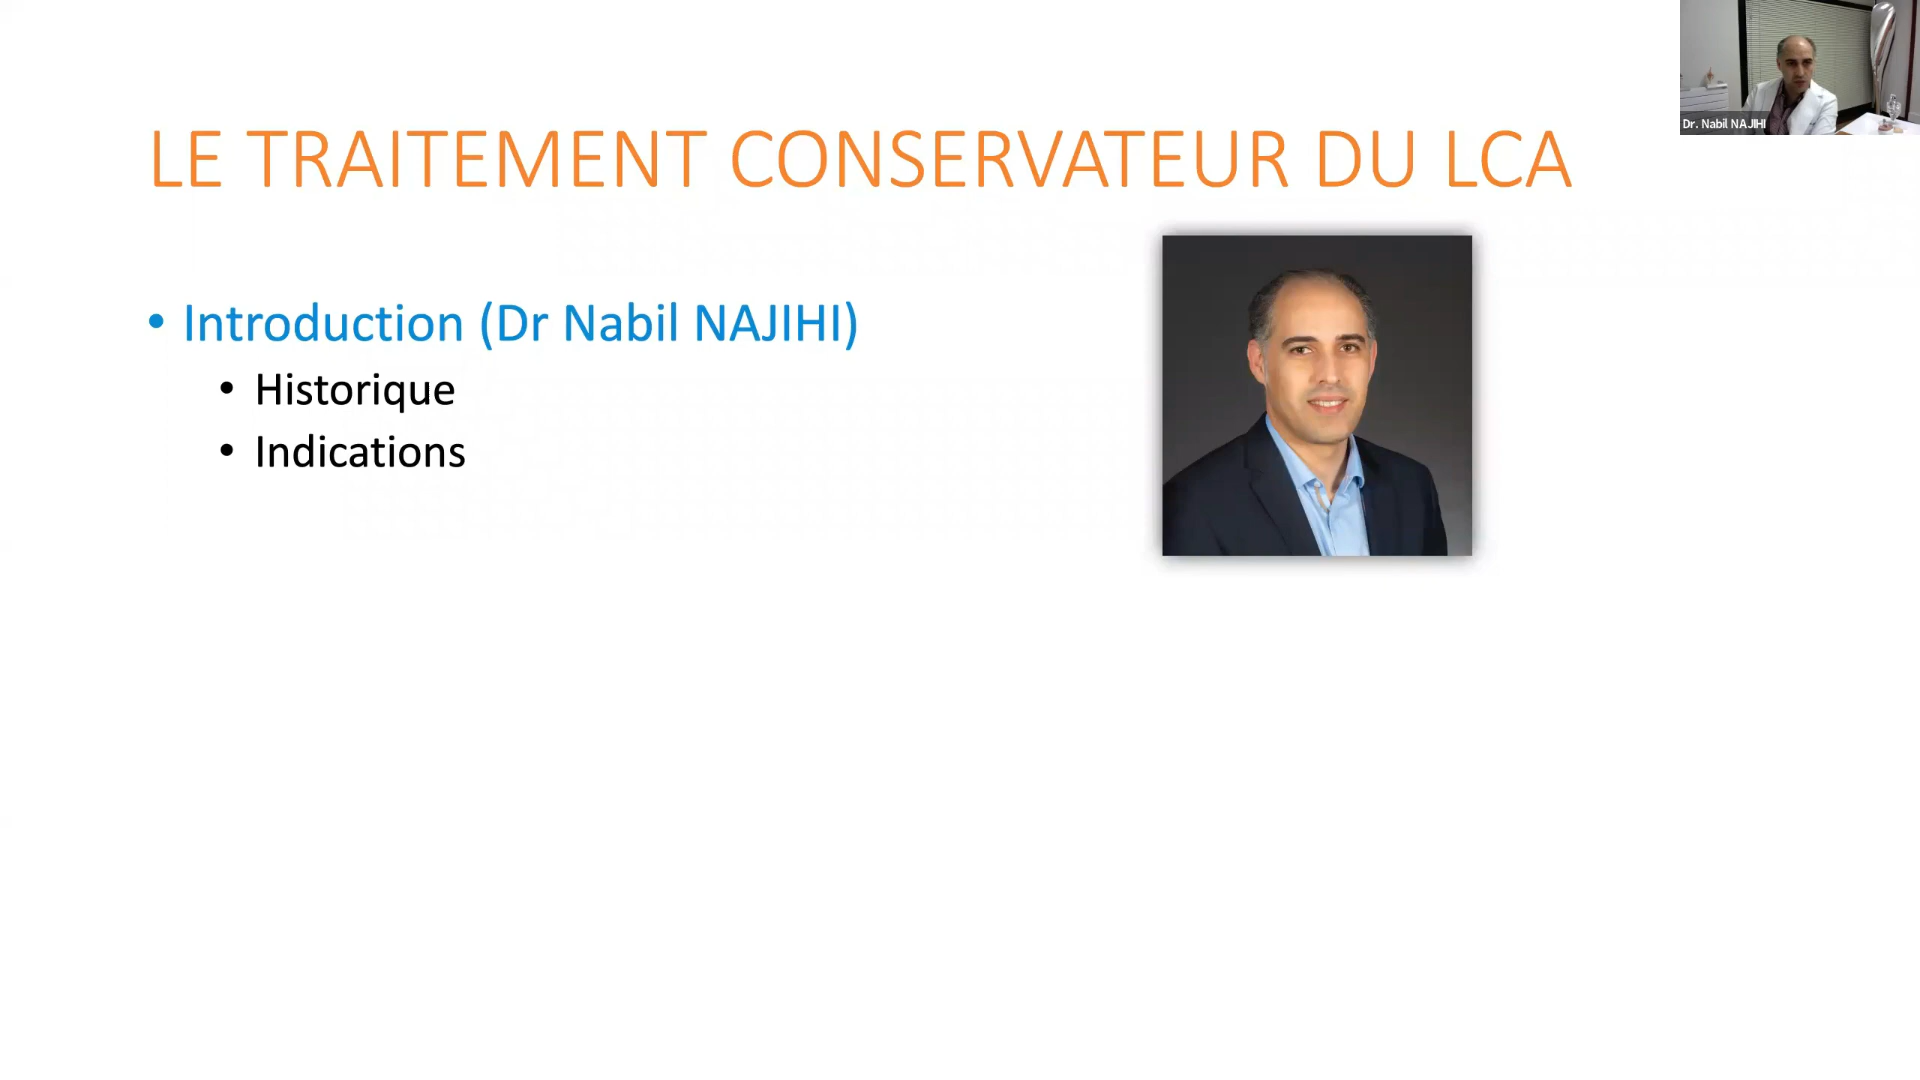 LE TRAITEMENT CONSERVATEUR DU LCA
• Introduction (Dr Nabil NAJIHI)
• Historique
• Indications
Dr. Nabil NAJIHI